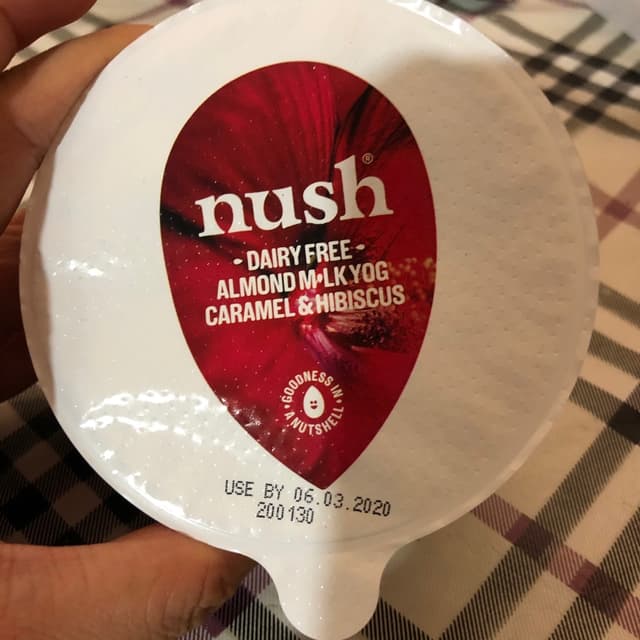 nush®
• DAIRY FREE •
ALMOND M•LK YOG
CARAMEL & HIBISCUS
• GOODNESS IN •
A NUTSHELL
USE BY 06.03.2020
200130